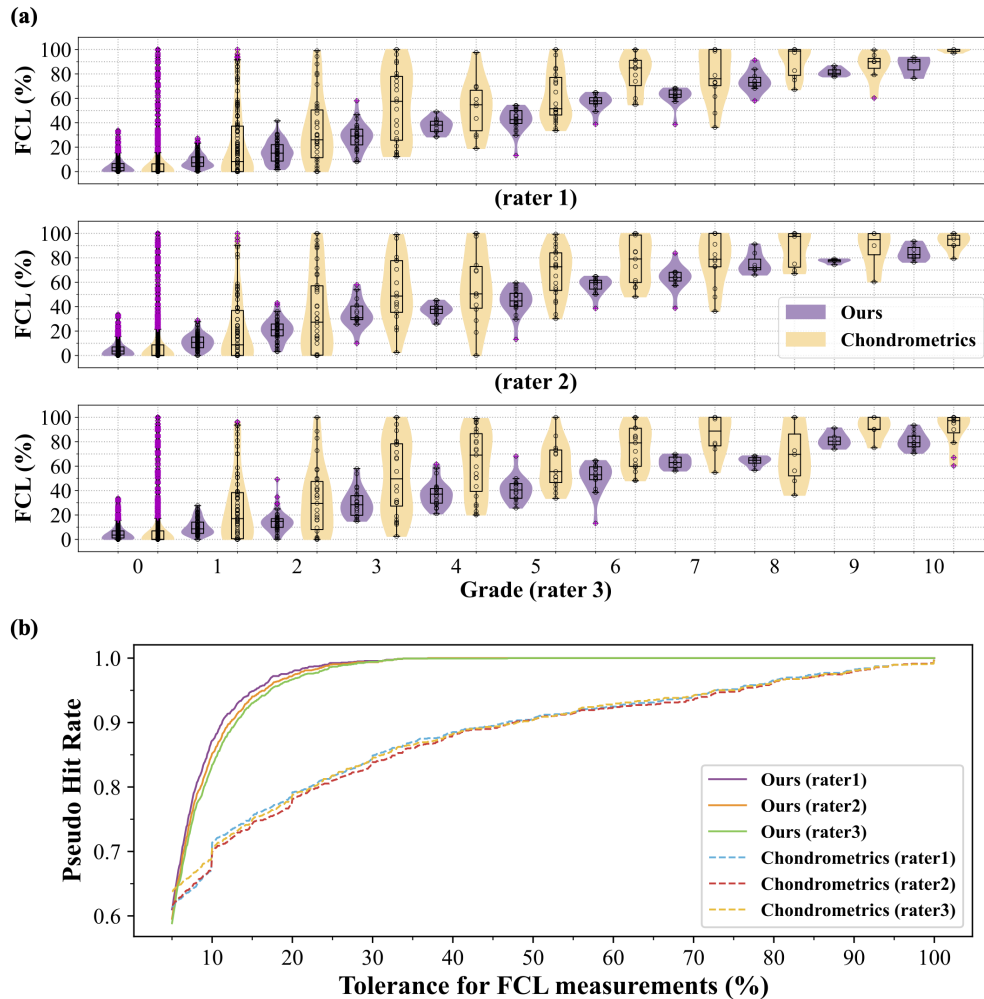 (a)
FCL (%)
100
80
60
40
20
0
(rater 1)
FCL (%)
100
80
60
40
20
0
Ours
Chondrometrics
(rater 2)
FCL (%)
100
80
60
40
20
0
0 1 2 3 4 5 6 7 8 9 10
Grade (rater 3)
(b)
Pseudo Hit Rate
1.0
0.9
0.8
0.7
0.6
Ours (rater1)
Ours (rater2)
Ours (rater3)
Chondrometrics (rater1)
Chondrometrics (rater2)
Chondrometrics (rater3)
10 20 30 40 50 60 70 80 90 100
Tolerance for FCL measurements (%)